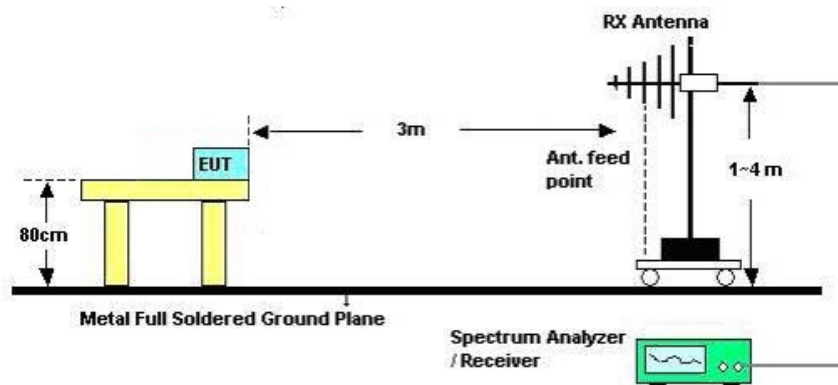 RX Antenna
3m
EUT
Ant. feed
point
1~4 m
80cm
Metal Full Soldered Ground Plane
Spectrum Analyzer
/ Receiver